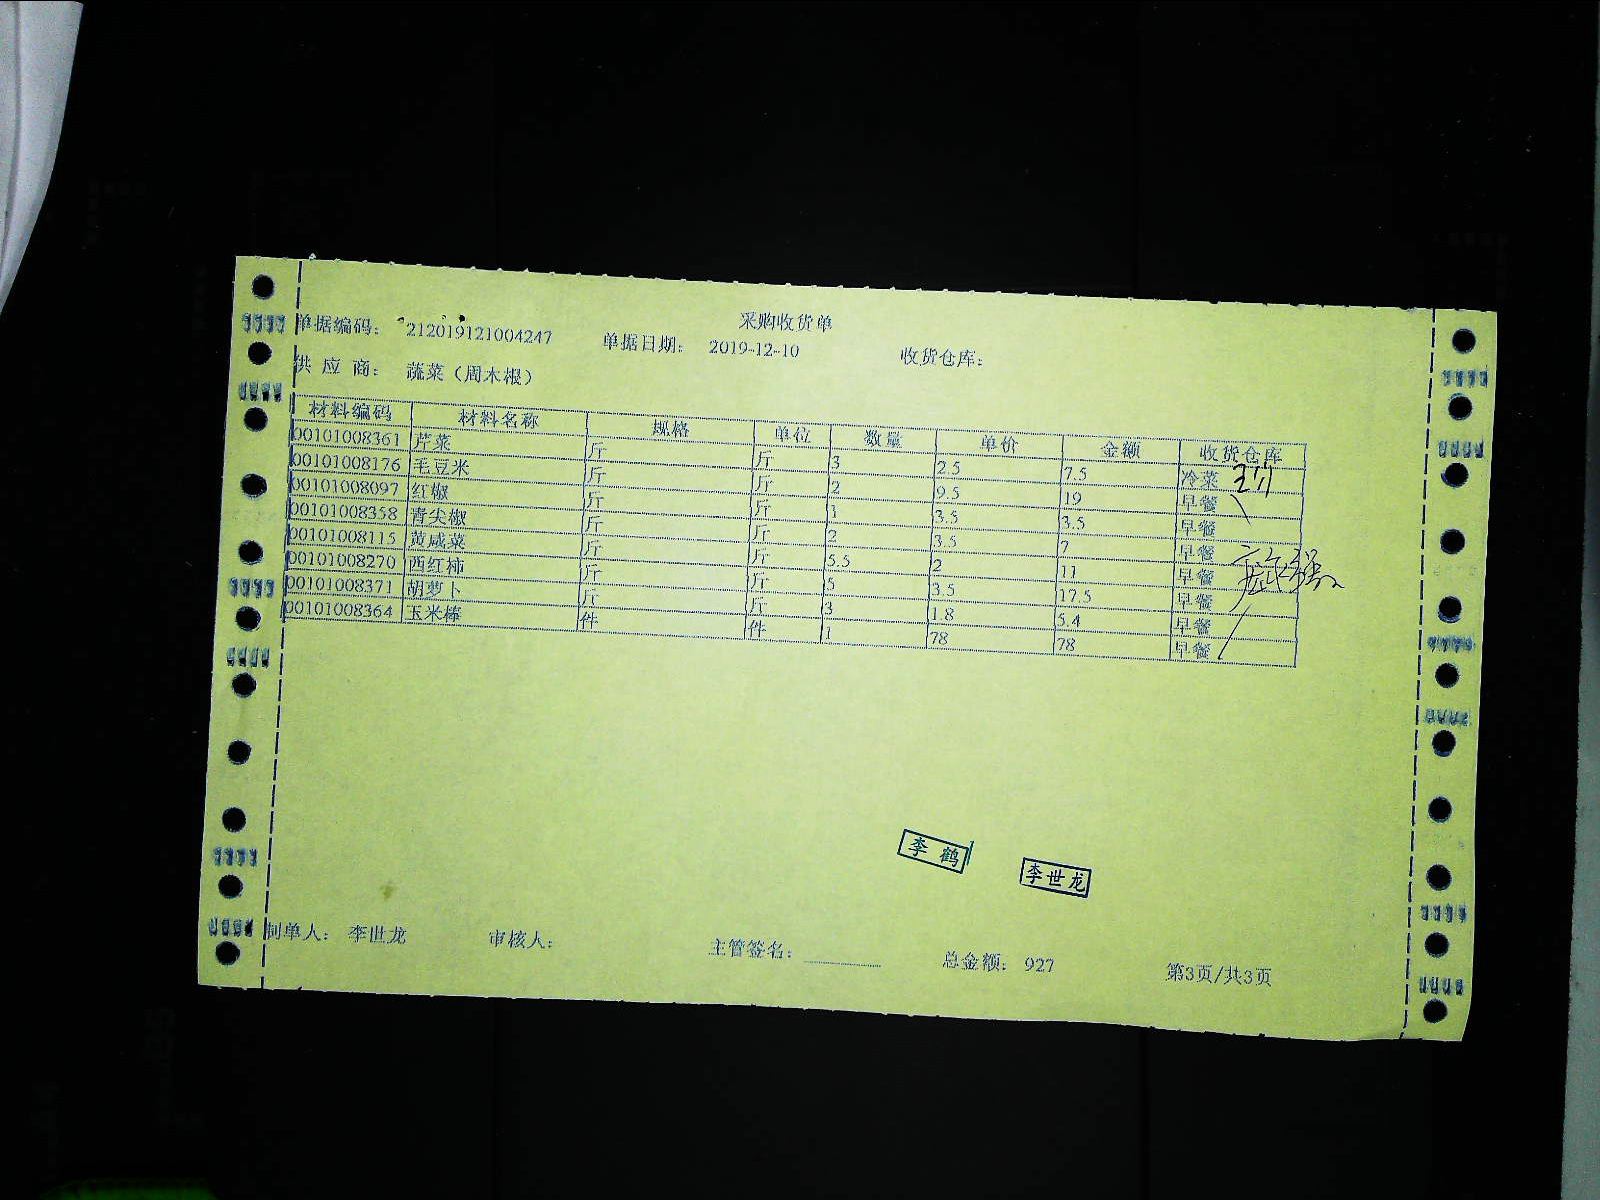 采购收货单
单据编码: 212019121004247 单据日期: 2019-12-10 收货仓库:
供 应 商: 蔬菜（周木根）
材料编码 材料名称 规格 单位 数量 单价 金额 收货仓库
00101008361 芹菜 斤 斤 3 2.5 7.5 冷菜
00101008176 毛豆米 斤 斤 2 9.5 19 早餐
00101008097 红椒 斤 斤 1 3.5 3.5 早餐
00101008358 青尖椒 斤 斤 2 3.5 7 早餐
00101008115 黄咸菜 斤 斤 5.5 2 11 早餐
00101008270 西红柿 斤 斤 5 3.5 17.5 早餐
00101008371 胡萝卜 斤 斤 3 1.8 5.4 早餐
00101008364 玉米棒 件 件 1 78 78 早餐
李鹤 李世龙
制单人: 李世龙 审核人: 主管签名: 总金额: 927 第3页/共3页